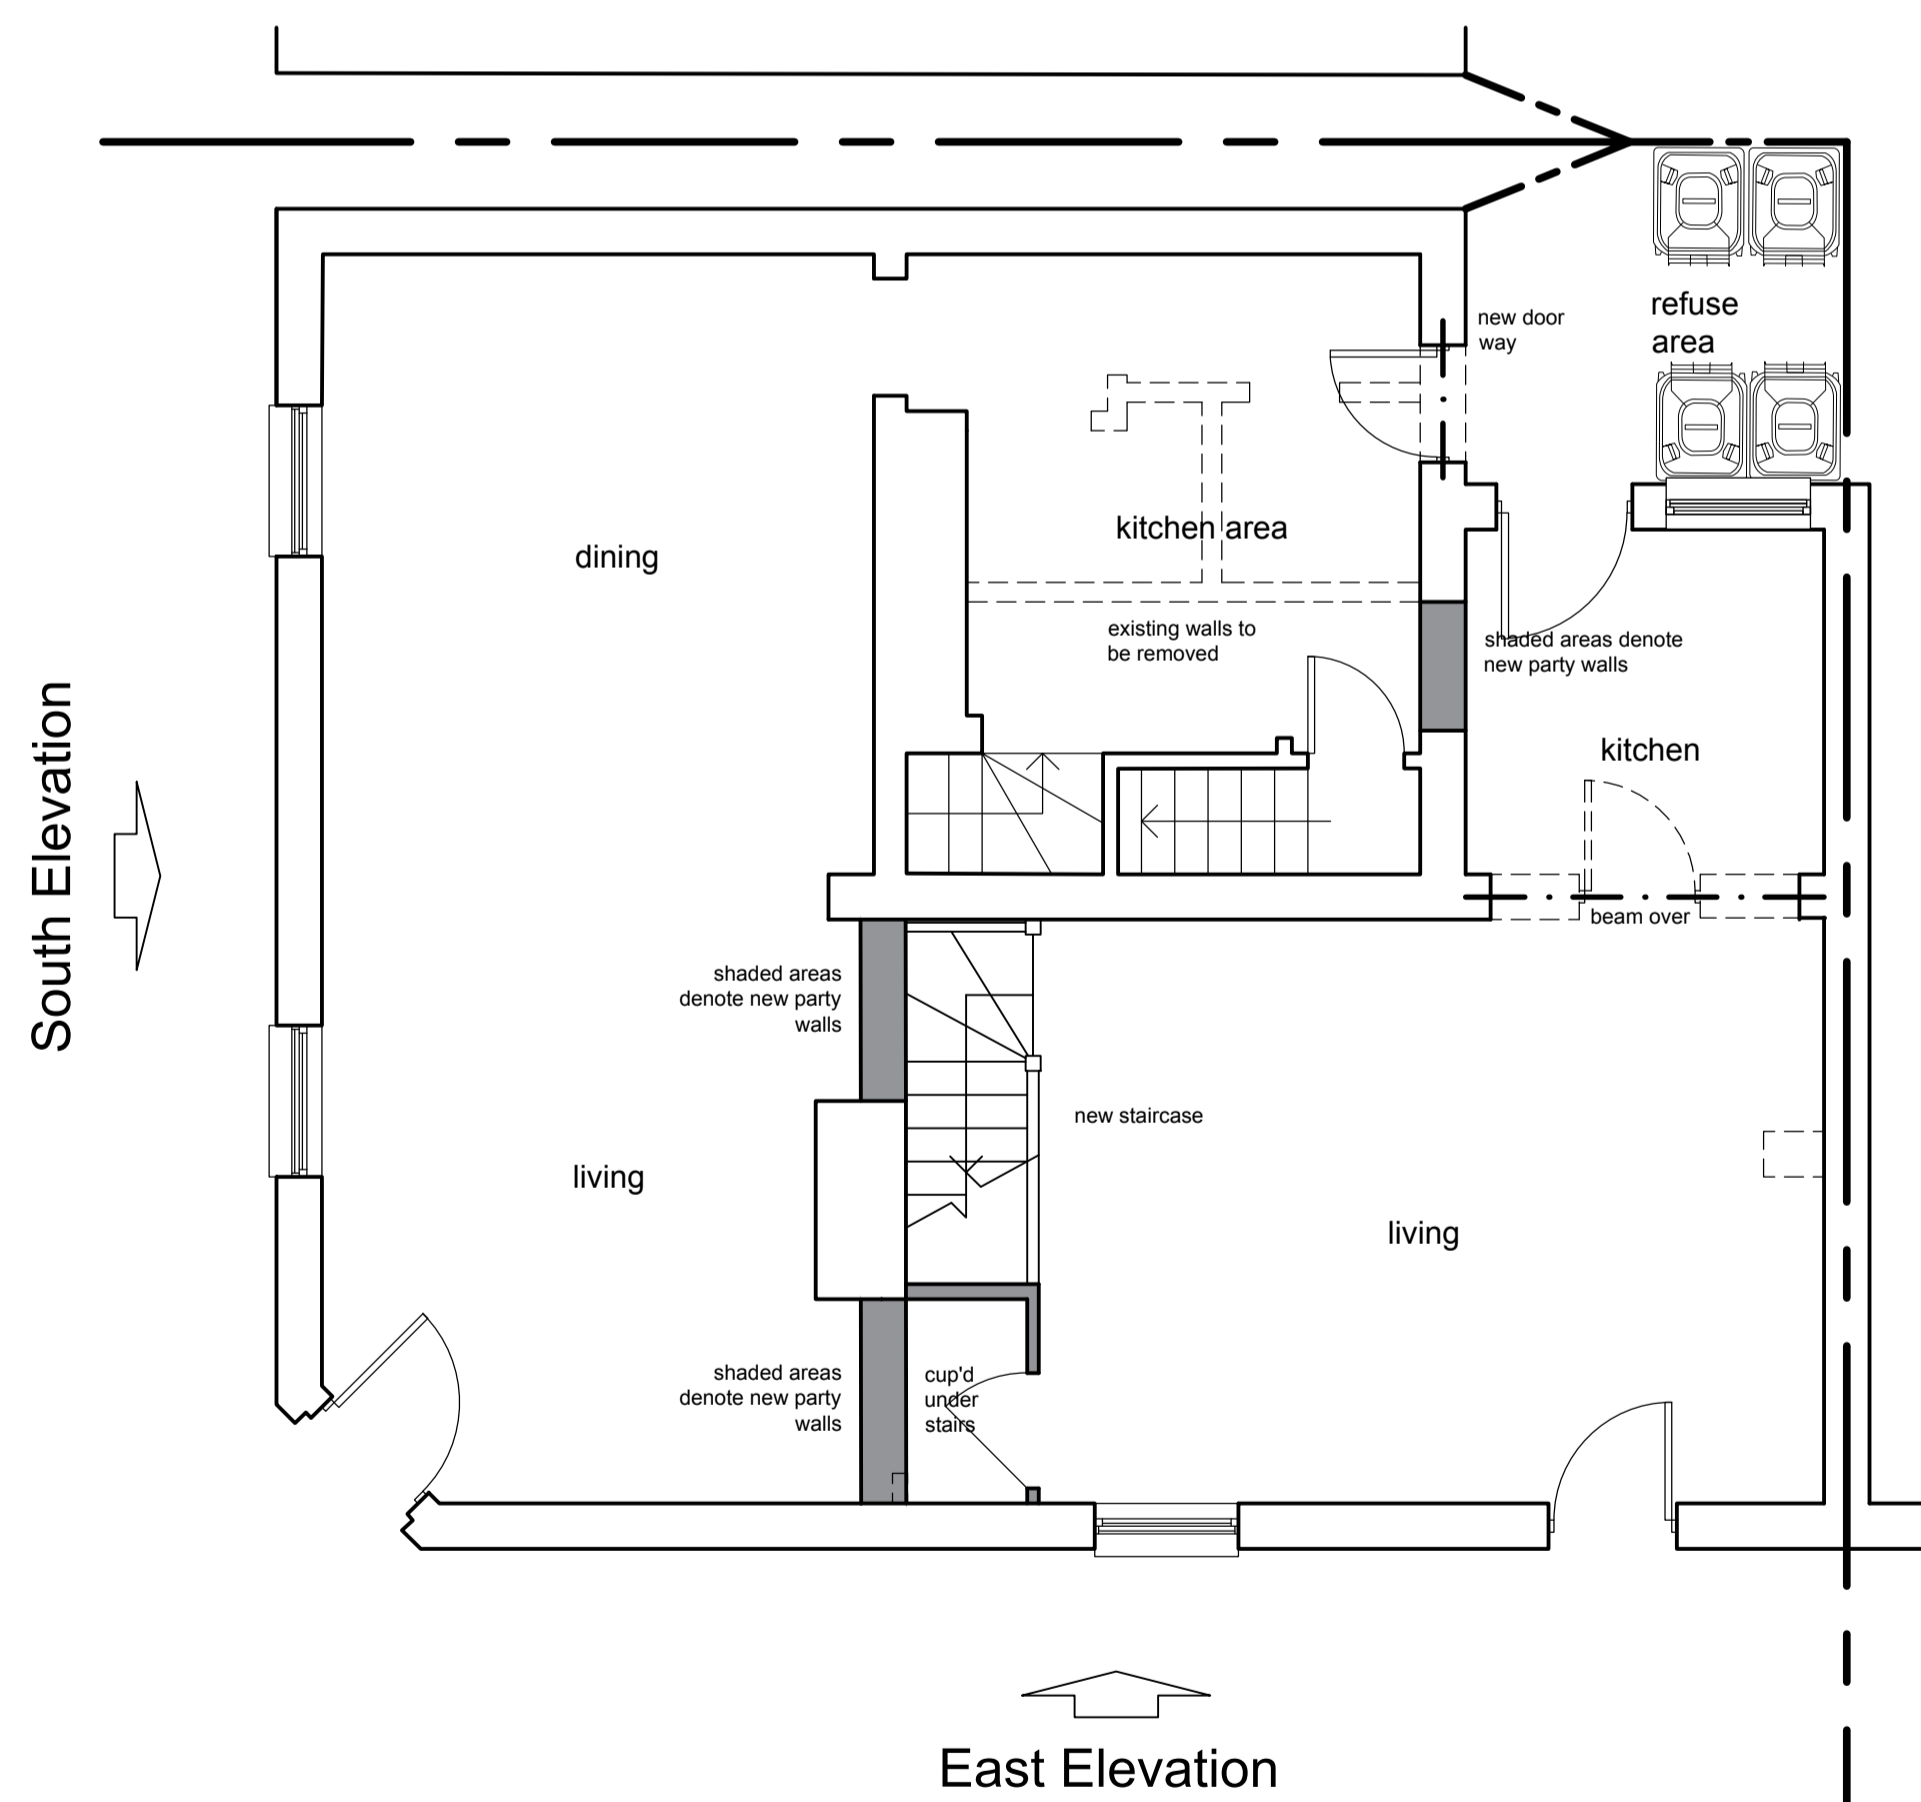 new door
way
refuse
area
dining
kitchen area
existing walls to
be removed
shaded areas denote
new party walls
kitchen
beam over
South Elevation
shaded areas
denote new party
walls
new staircase
living
living
shaded areas
denote new party
walls
cup'd
under
stairs
East Elevation